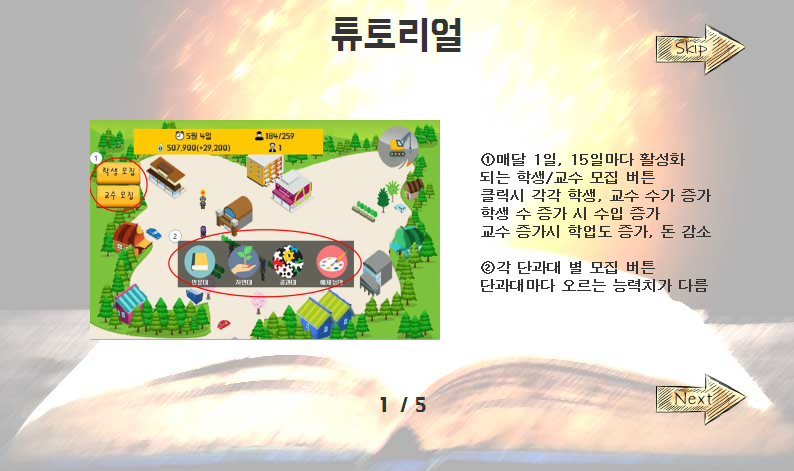 튜토리얼
Skip
5월 4일
184/259
507,900(+29,200)
1
1
학생 모집
교수 모집
2
인문대
자연대
공과대
예체능대
①매달 1일, 15일마다 활성화
되는 학생/교수 모집 버튼
클릭시 각각 학생, 교수 수가 증가
학생 수 증가 시 수입 증가
교수 증가시 학업도 증가, 돈 감소
②각 단과대 별 모집 버튼
단과대마다 오르는 능력치가 다름
1 / 5
Next